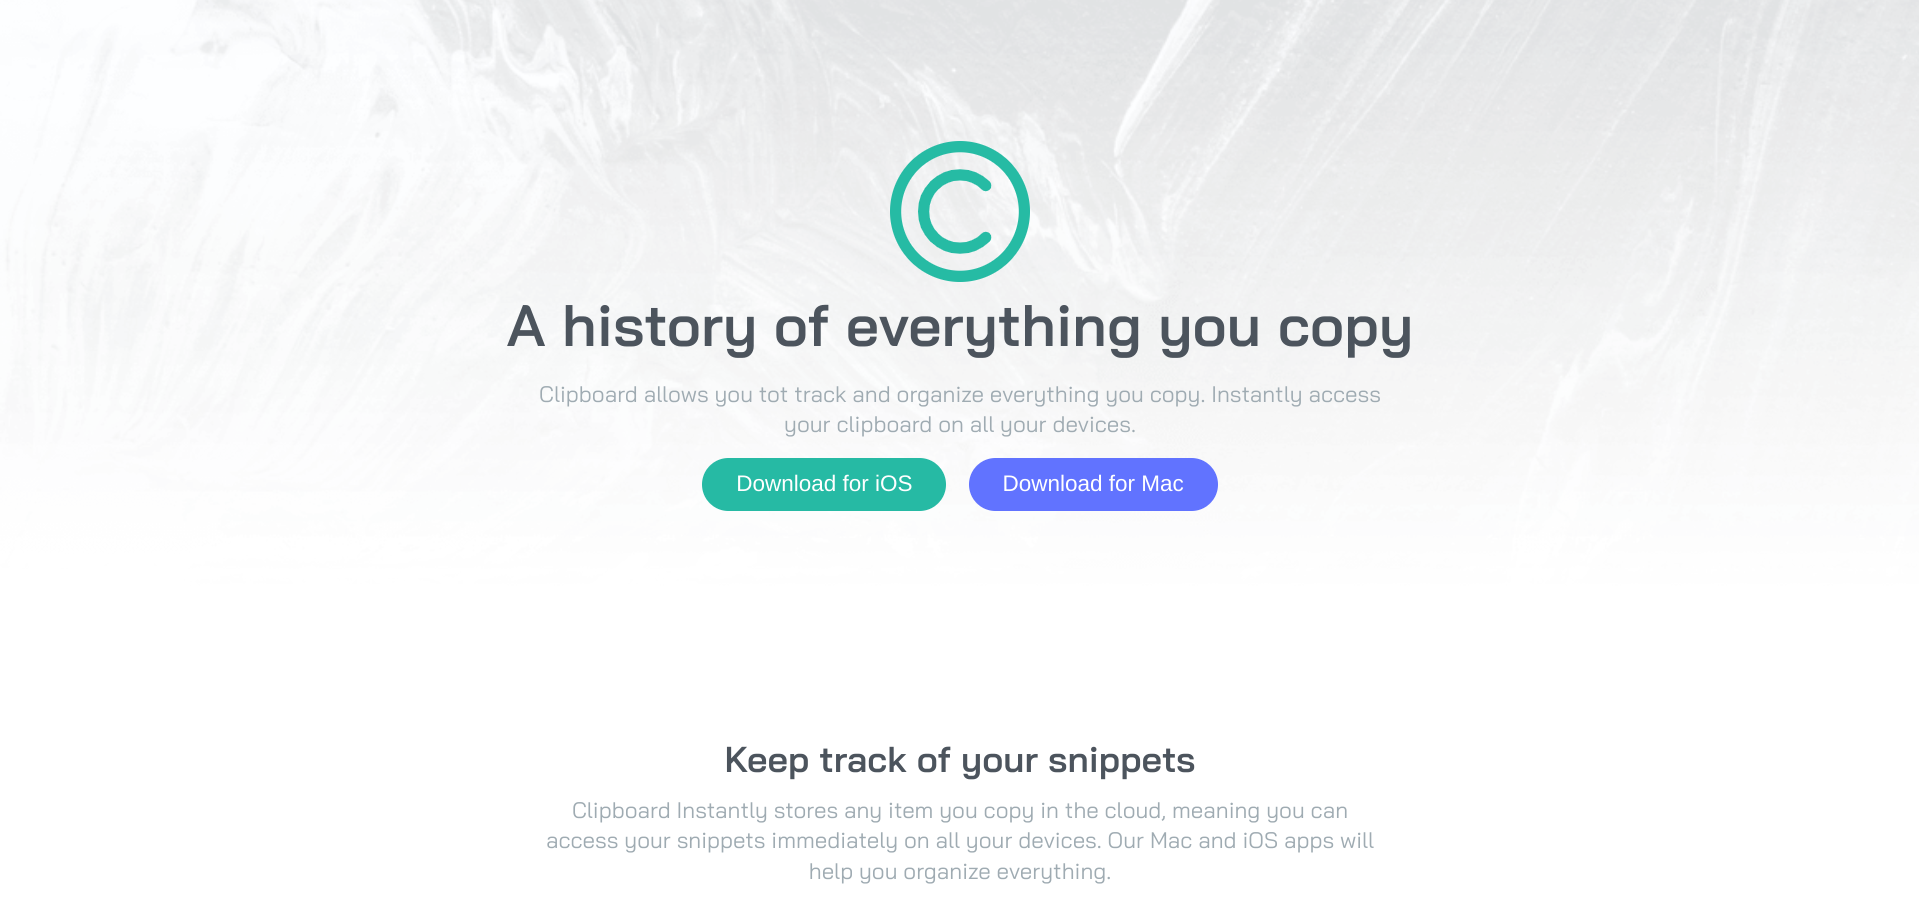 A history of everything you copy
Clipboard allows you tot track and organize everything you copy. Instantly access
your clipboard on all your devices.
Download for iOS
Download for Mac
Keep track of your snippets
Clipboard Instantly stores any item you copy in the cloud, meaning you can
access your snippets immediately on all your devices. Our Mac and iOS apps will
help you organize everything.